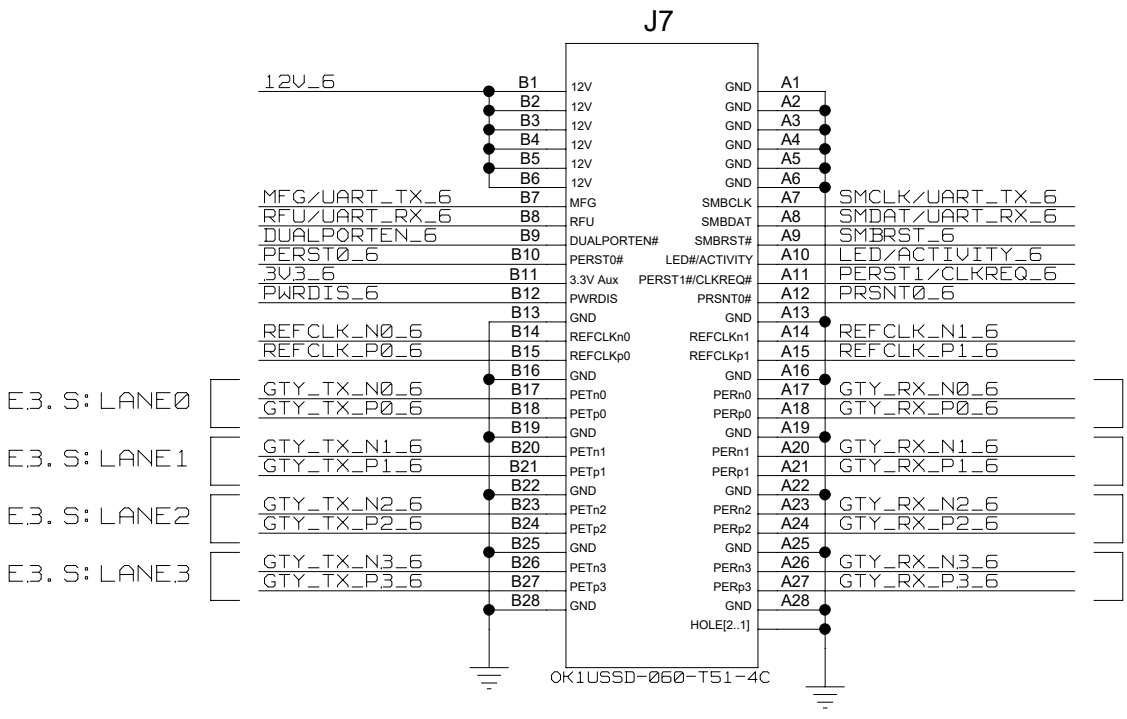 J7
12V_6 B1 12V GND A1
B2 12V GND A2
B3 12V GND A3
B4 12V GND A4
B5 12V GND A5
B6 12V GND A6
MFG/UART_TX_6 B7 MFG SMBCLK A7 SMCLK/UART_TX_6
RFU/UART_RX_6 B8 RFU SMBDAT A8 SMDAT/UART_RX_6
DUALPORTEN_6 B9 DUALPORTEN# SMBRST# A9 SMBRST_6
PERST0_6 B10 PERST0# LED#/ACTIVITY A10 LED/ACTIVITY_6
3V3_6 B11 3.3V Aux PERST1#/CLKREQ# A11 PERST1/CLKREQ_6
PWRDIS_6 B12 PWRDIS PRSNT0# A12 PRSNT0_6
B13 GND GND A13
REFCLK_N0_6 B14 REFCLKn0 REFCLKn1 A14 REFCLK_N1_6
REFCLK_P0_6 B15 REFCLKp0 REFCLKp1 A15 REFCLK_P1_6
B16 GND GND A16
E3.S:LANE0 GTY_TX_N0_6 B17 PETn0 PERn0 A17 GTY_RX_N0_6
GTY_TX_P0_6 B18 PETp0 PERp0 A18 GTY_RX_P0_6
B19 GND GND A19
E3.S:LANE1 GTY_TX_N1_6 B20 PETn1 PERn1 A20 GTY_RX_N1_6
GTY_TX_P1_6 B21 PETp1 PERp1 A21 GTY_RX_P1_6
B22 GND GND A22
E3.S:LANE2 GTY_TX_N2_6 B23 PETn2 PERn2 A23 GTY_RX_N2_6
GTY_TX_P2_6 B24 PETp2 PERp2 A24 GTY_RX_P2_6
B25 GND GND A25
E3.S:LANE3 GTY_TX_N3_6 B26 PETn3 PERn3 A26 GTY_RX_N3_6
GTY_TX_P3_6 B27 PETp3 PERp3 A27 GTY_RX_P3_6
B28 GND GND A28
HOLE[2..1]
OK1USSD-060-T51-4C